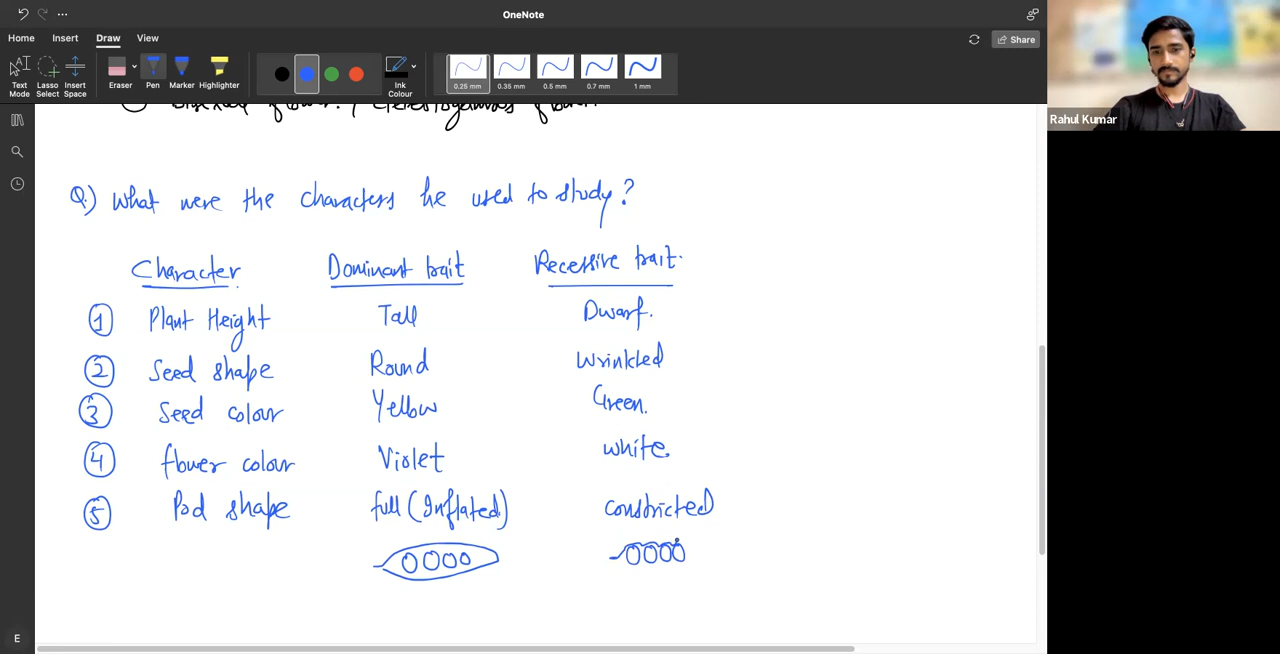 OneNote
Home Insert Draw View
Share
Text Mode
Lasso Select
Insert Space
Eraser
Pen
Marker
Highlighter
Ink Colour
0.25 mm 0.35 mm 0.5 mm 0.7 mm 1 mm
Rahul Kumar
Q.) What were the characters he used to study?
Character Dominant trait Recessive trait.
1 Plant Height Tall Dwarf.
2 Seed shape Round Wrinkled
3 Seed colour Yellow Green.
4 flower colour Violet white.
5 Pod shape full (Inflated) constricted
E